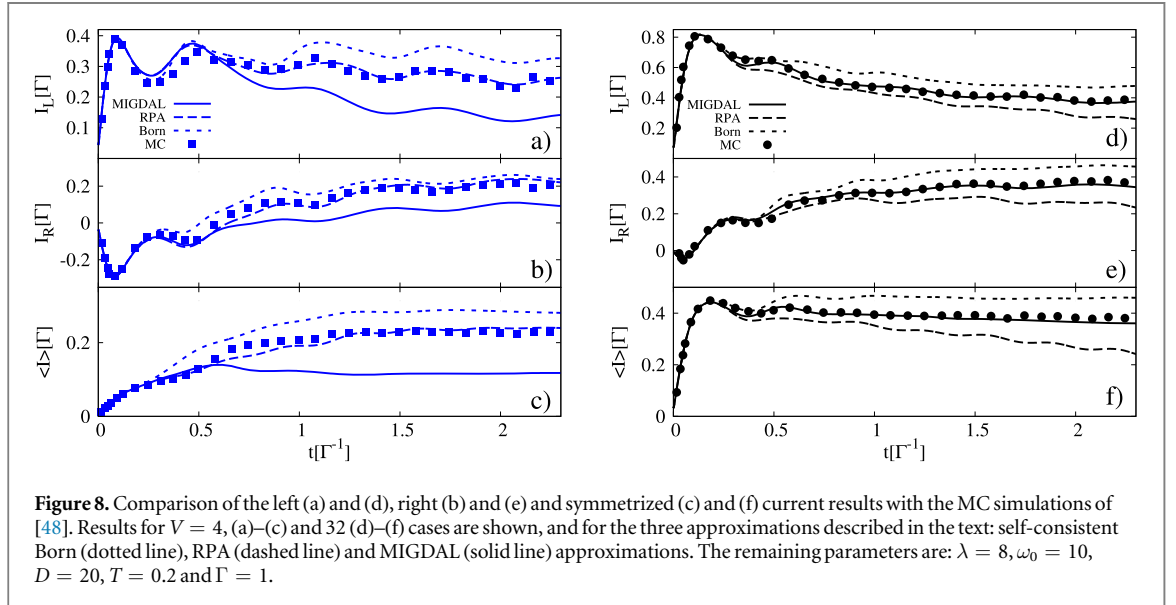 0.4
0.3
0.2
0.1
I_L[Γ]
MIGDAL
RPA
Born
MC
a)
0.2
0
-0.2
I_R[Γ]
b)
0.2
0
<I>[Γ]
c)
0 0.5 1 1.5 2
t[Γ⁻¹]
0.8
0.6
0.4
0.2
I_L[Γ]
MIGDAL
RPA
Born
MC
d)
0.4
0.2
0
I_R[Γ]
e)
0.4
0.2
0
<I>[Γ]
f)
0 0.5 1 1.5 2
t[Γ⁻¹]
Figure 8. Comparison of the left (a) and (d), right (b) and (e) and symmetrized (c) and (f) current results with the MC simulations of
[48]. Results for V = 4, (a)–(c) and 32 (d)–(f) cases are shown, and for the three approximations described in the text: self-consistent
Born (dotted line), RPA (dashed line) and MIGDAL (solid line) approximations. The remaining parameters are: λ = 8, ω₀ = 10,
D = 20, T = 0.2 and Γ = 1.